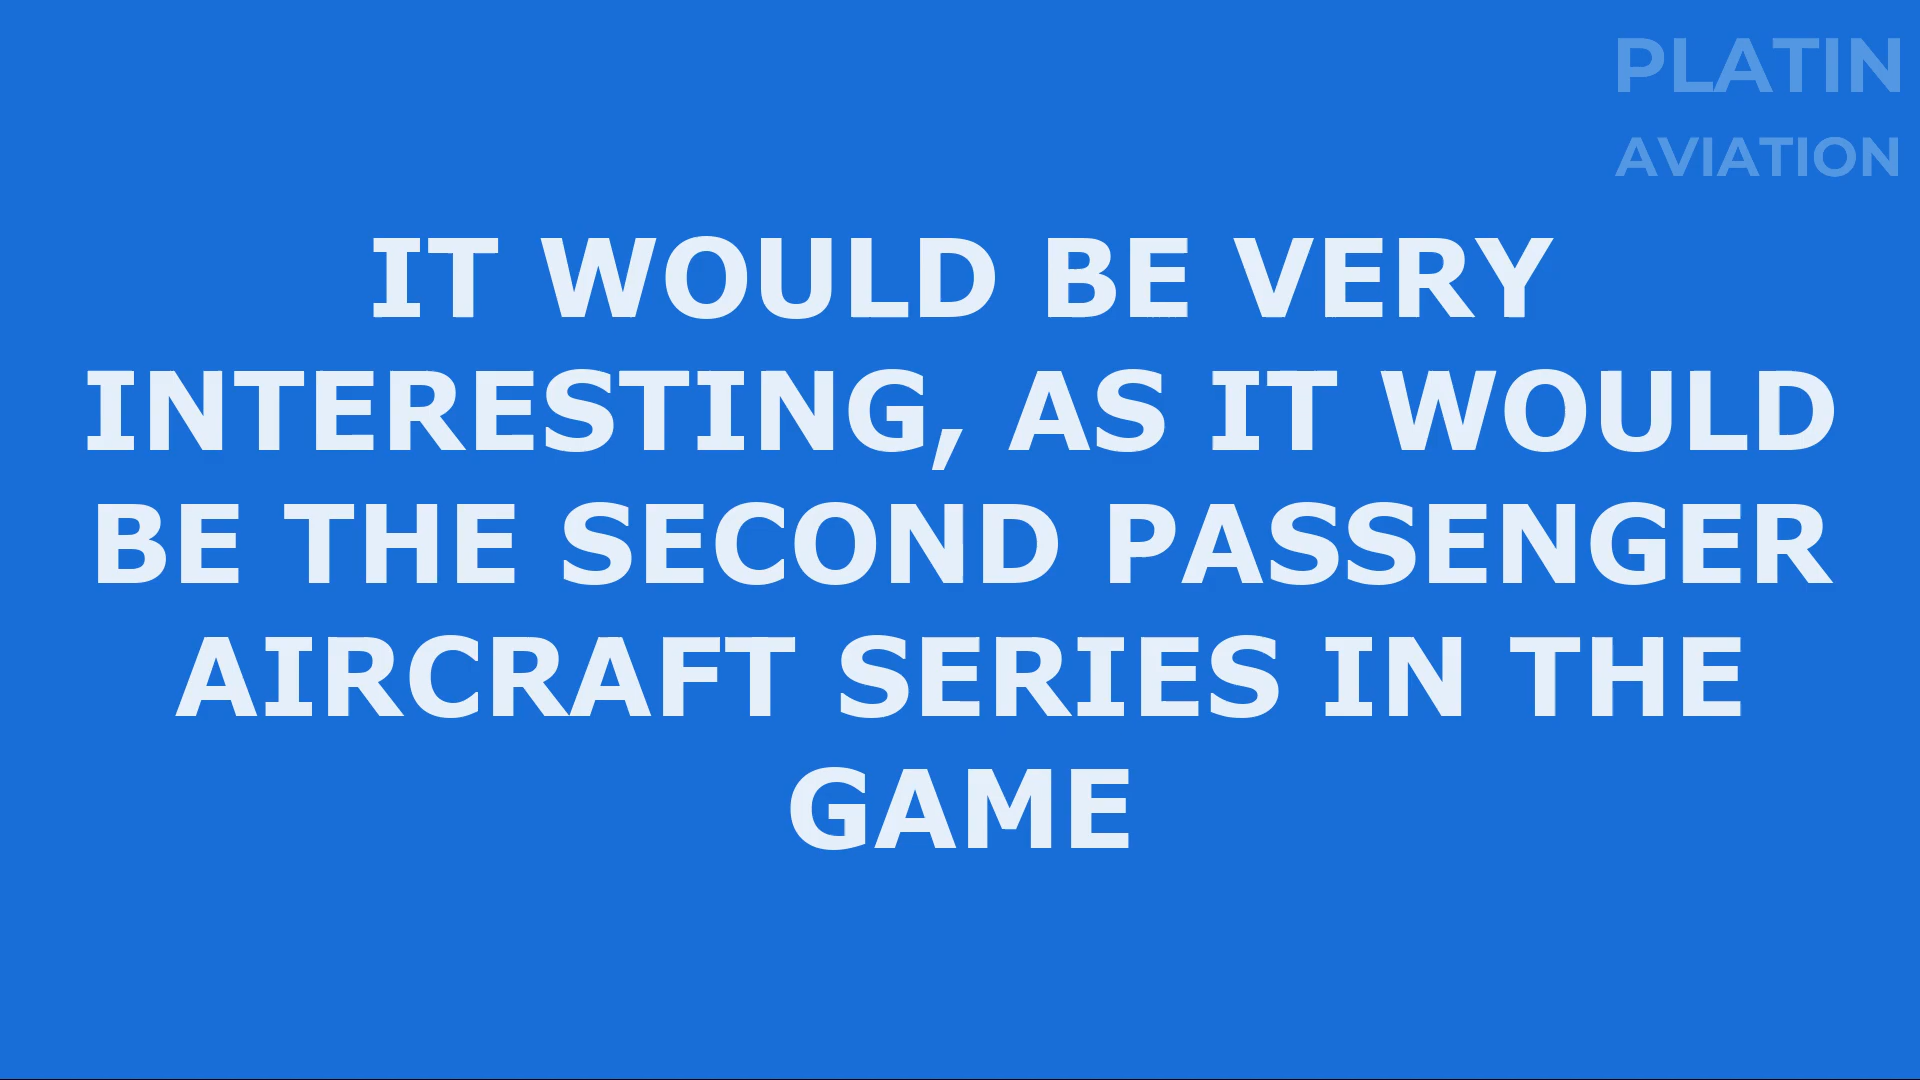 PLATIN
AVIATION
IT WOULD BE VERY
INTERESTING, AS IT WOULD
BE THE SECOND PASSENGER
AIRCRAFT SERIES IN THE
GAME